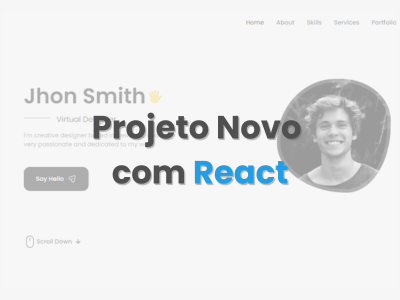 Home About Skills Services Portfolio
Jhon Smith
Virtual De
Projeto Novo
I'm creative designer based
very passionate and dedicated to my w
com React
Say Hello
Scroll Down